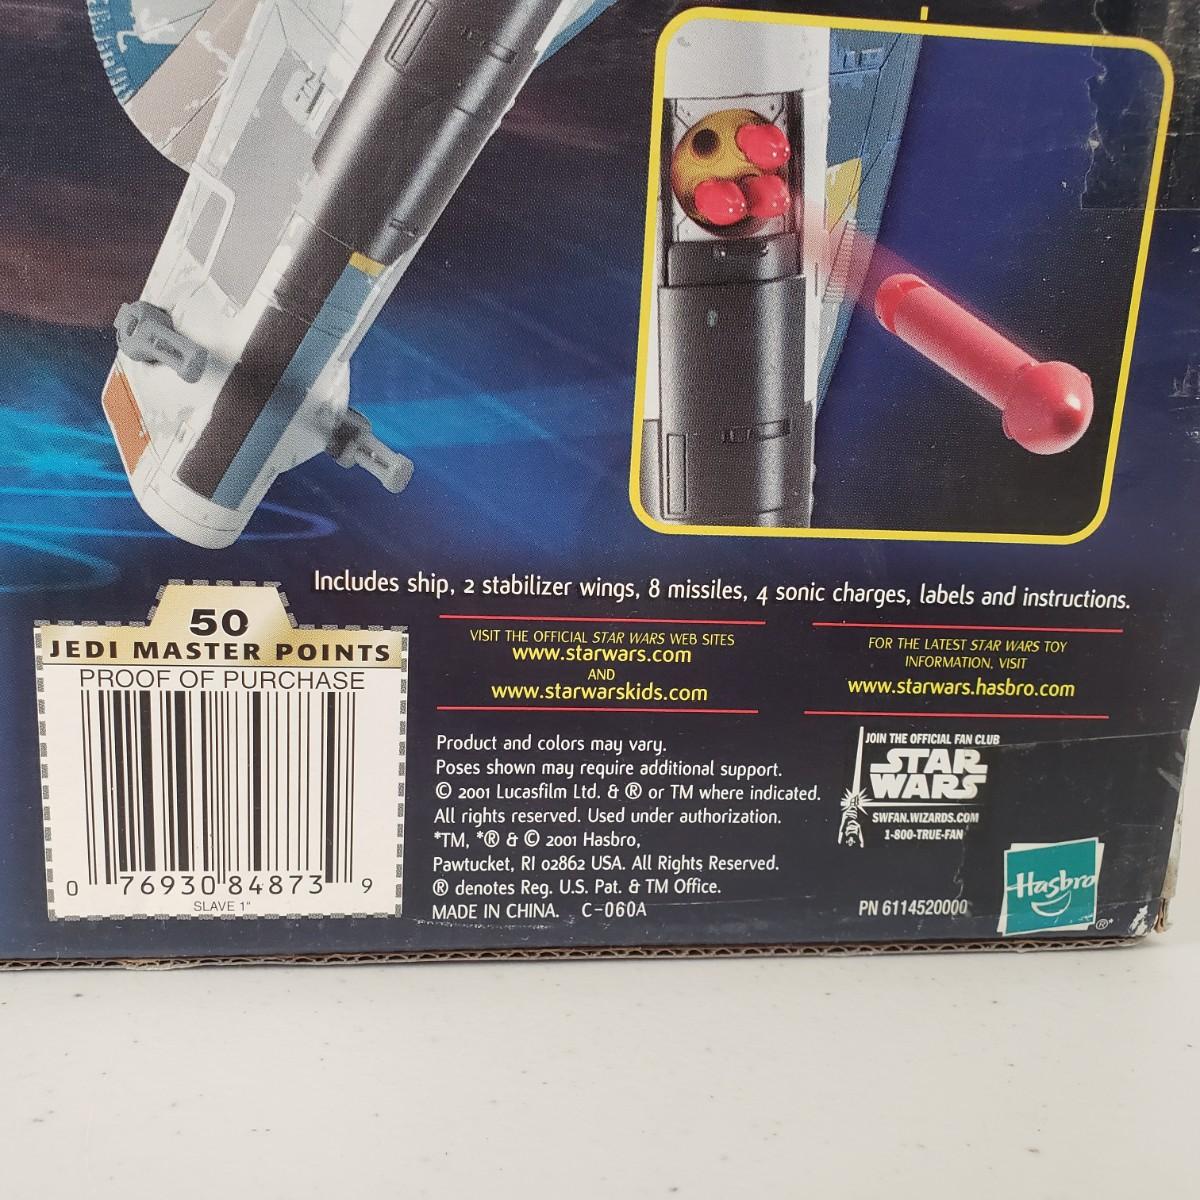 Includes ship, 2 stabilizer wings, 8 missiles, 4 sonic charges, labels and instructions.
50
JEDI MASTER POINTS
PROOF OF PURCHASE
0 76930 84873 9
SLAVE 1"
VISIT THE OFFICIAL STAR WARS WEB SITES
www.starwars.com
AND
www.starwarskids.com
FOR THE LATEST STAR WARS TOY
INFORMATION, VISIT
www.starwars.hasbro.com
Product and colors may vary.
Poses shown may require additional support.
© 2001 Lucasfilm Ltd. & ® or TM where indicated.
All rights reserved. Used under authorization.
*TM, *® & © 2001 Hasbro,
Pawtucket, RI 02862 USA. All Rights Reserved.
® denotes Reg. U.S. Pat. & TM Office.
MADE IN CHINA. C-060A
JOIN THE OFFICIAL FAN CLUB
STAR
WARS
SWFAN.WIZARDS.COM
1-800-TRUE-FAN
PN 6114520000
Hasbro
®*